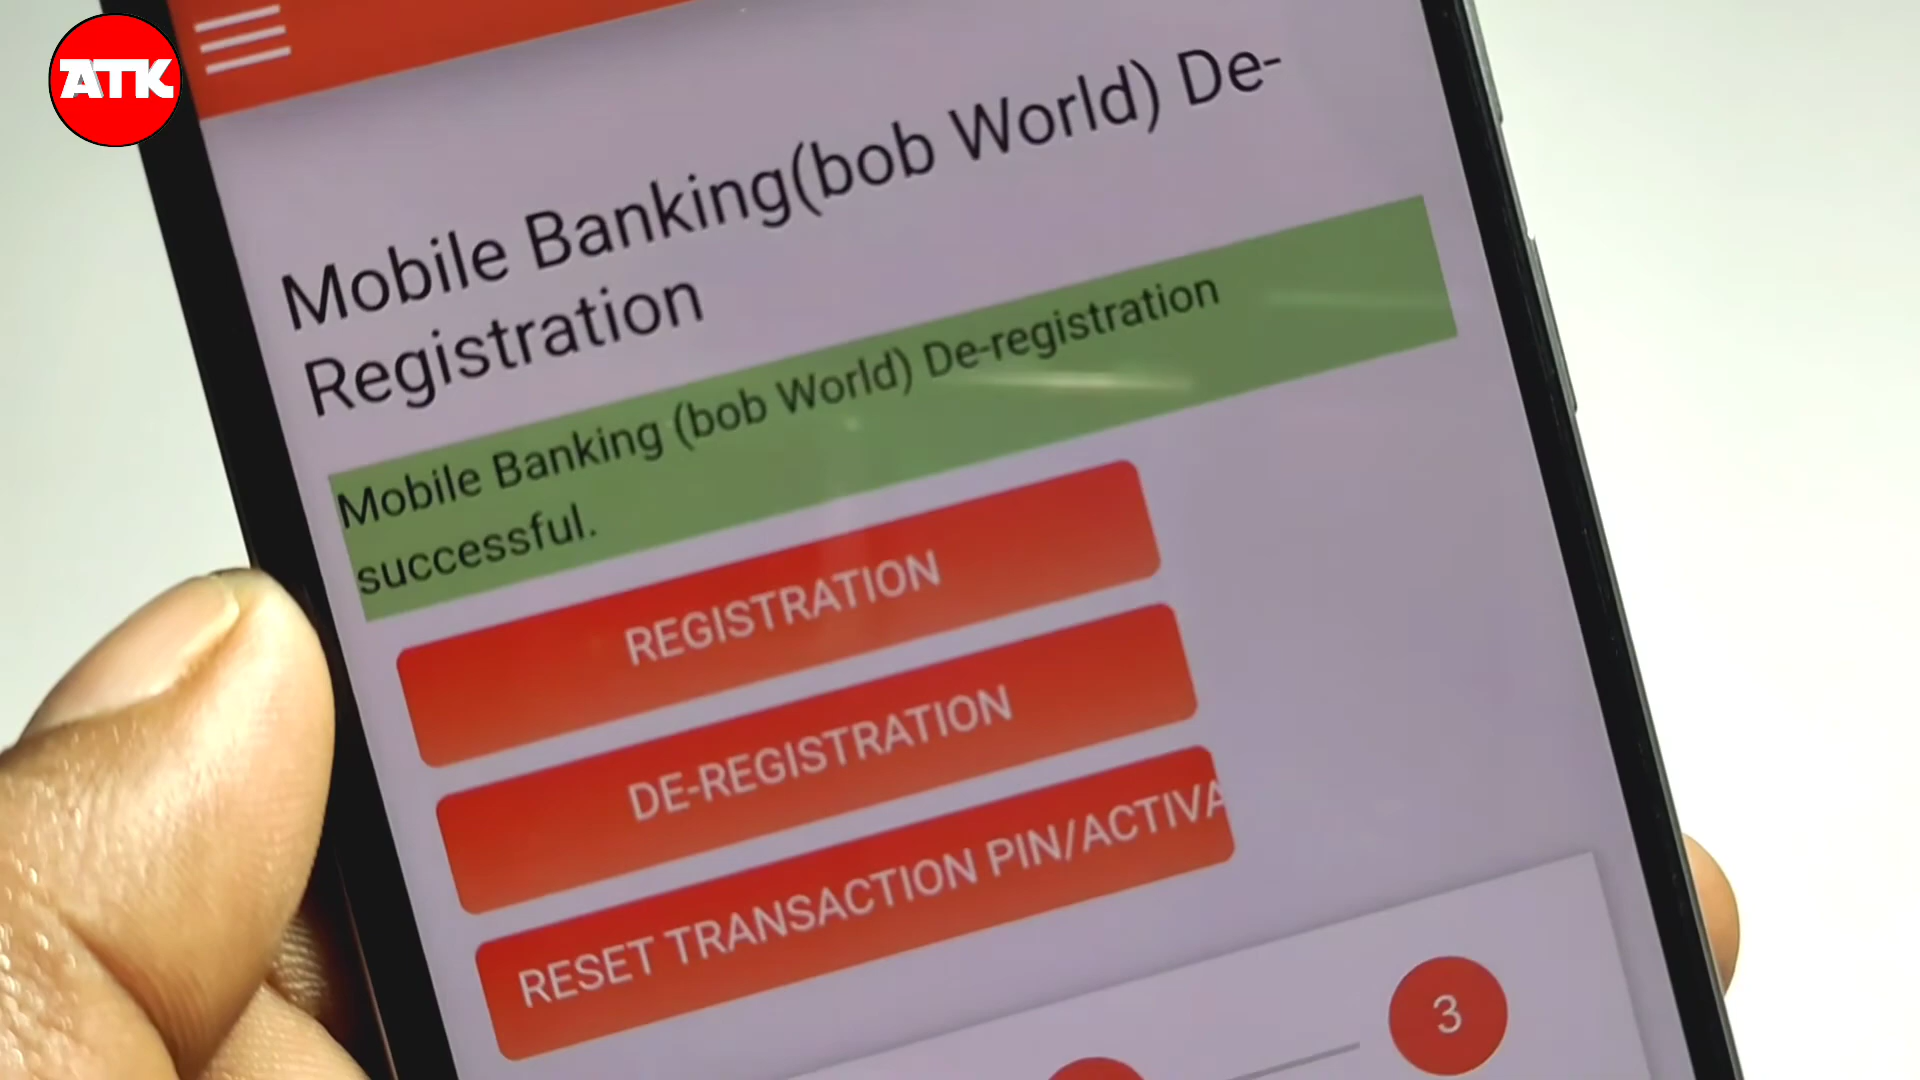 ATK
Mobile Banking(bob World) De-
Registration
Mobile Banking (bob World) De-registration
successful.
REGISTRATION
DE-REGISTRATION
RESET TRANSACTION PIN/ACTIVA
3